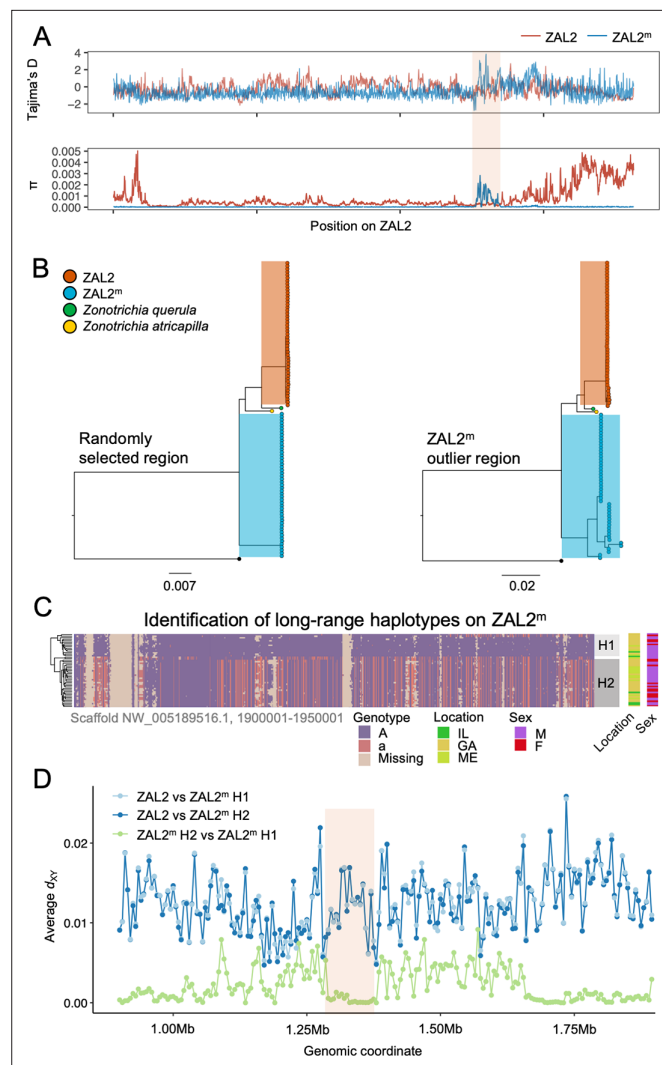 A
ZAL2 ZAL2ᵐ
Tajima's D
4
2
0
−2
π
0.005
0.004
0.003
0.002
0.001
0.000
Position on ZAL2
B
ZAL2
ZAL2ᵐ
Zonotrichia querula
Zonotrichia atricapilla
Randomly
selected region
ZAL2ᵐ
outlier region
0.007
0.02
C
Identification of long-range haplotypes on ZAL2ᵐ
H1
H2
Scaffold NW_005189516.1, 1900001-1950001
Genotype
A
a
Missing
Location
IL
GA
ME
Sex
M
F
Location
Sex
D
ZAL2 vs ZAL2ᵐ H1
ZAL2 vs ZAL2ᵐ H2
ZAL2ᵐ H2 vs ZAL2ᵐ H1
Average dXY
0.02
0.01
0.00
1.00Mb 1.25Mb 1.50Mb 1.75Mb
Genomic coordinate